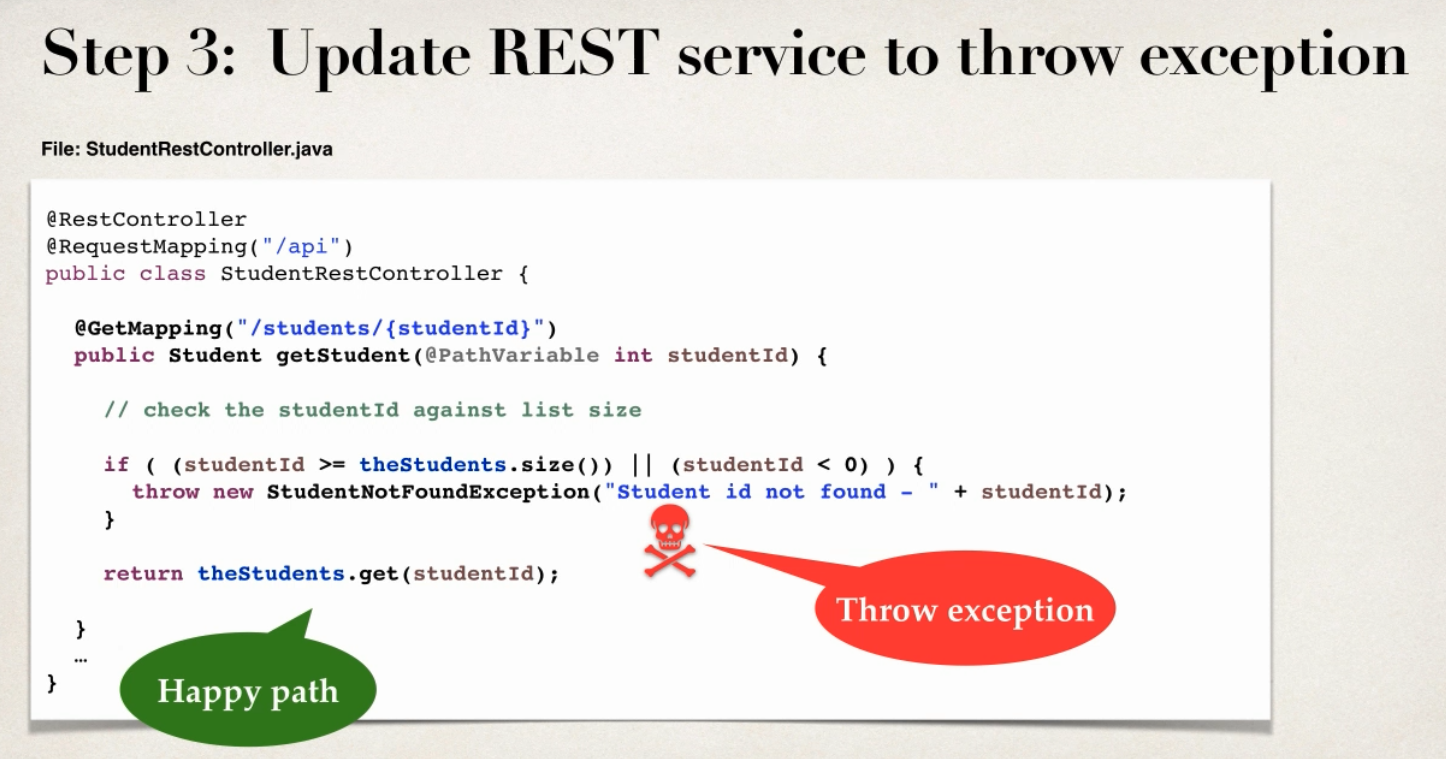 Step 3: Update REST service to throw exception
File: StudentRestController.java
@RestController
@RequestMapping("/api")
public class StudentRestController {
@GetMapping("/students/{studentId}")
public Student getStudent(@PathVariable int studentId) {
// check the studentId against list size
if ( (studentId >= theStudents.size()) || (studentId < 0) ) {
throw new StudentNotFoundException("Student id not found - " + studentId);
}
return theStudents.get(studentId);
Throw exception
}
…
}
Happy path